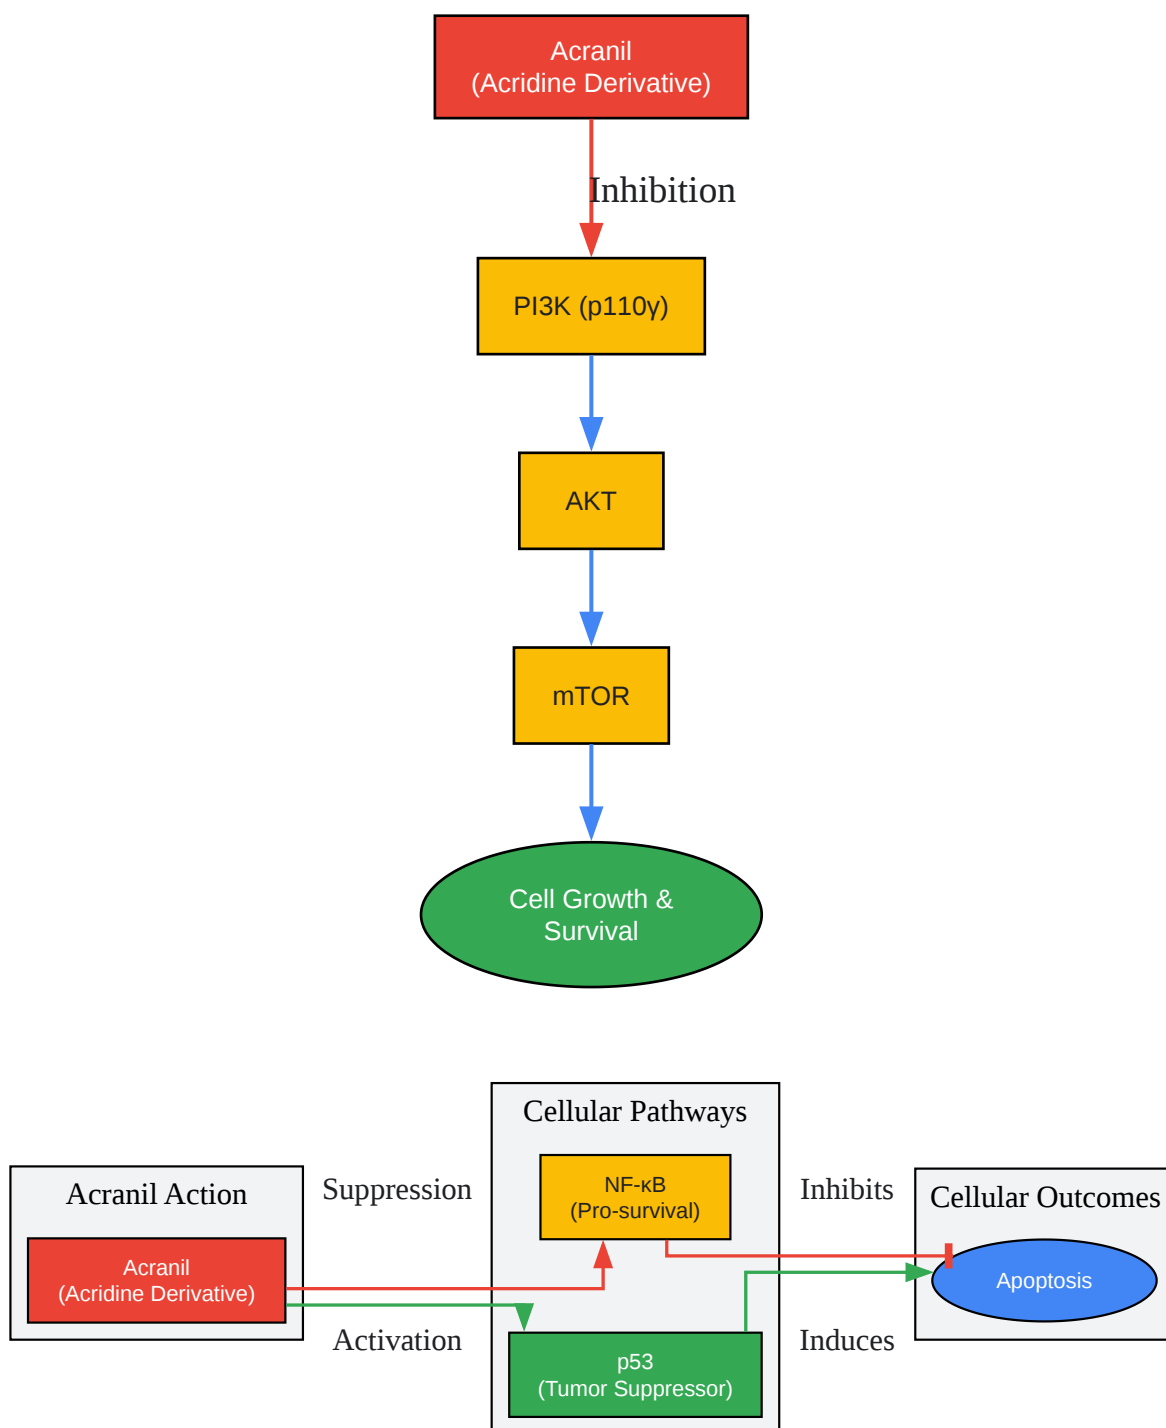 Acranil
(Acridine Derivative)
Inhibition
PI3K (p110γ)
AKT
mTOR
Cell Growth &
Survival
Cellular Pathways
NF-κB
(Pro-survival)
Acranil Action
Suppression
Inhibits
Cellular Outcomes
Acranil
(Acridine Derivative)
Apoptosis
Activation
Induces
p53
(Tumor Suppressor)